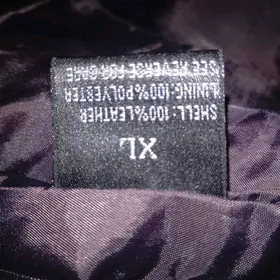 XL
SHELL: 100% LEATHER
LINING: 100% POLYESTER
SEE REVERSE FOR CARE